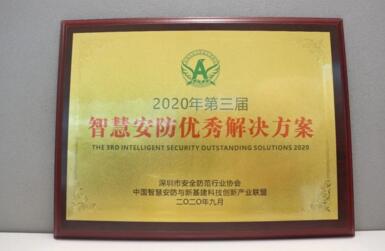 2020年第三届
智慧安防优秀解决方案
THE 3RD INTELLIGENT SECURITY OUTSTANDING SOLUTIONS 2020
深圳市安全防范行业协会
中国智慧安防与新基建科技创新产业联盟
二〇二〇年九月